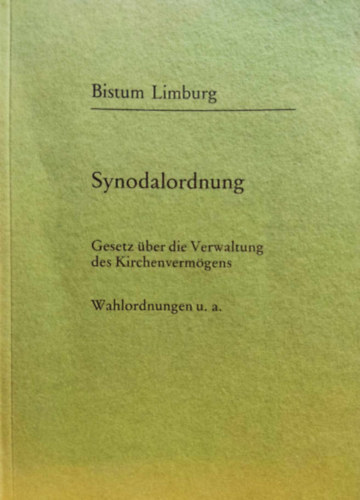 Bistum Limburg
Synodalordnung
Gesetz über die Verwaltung
des Kirchenvermögens
Wahlordnungen u. a.